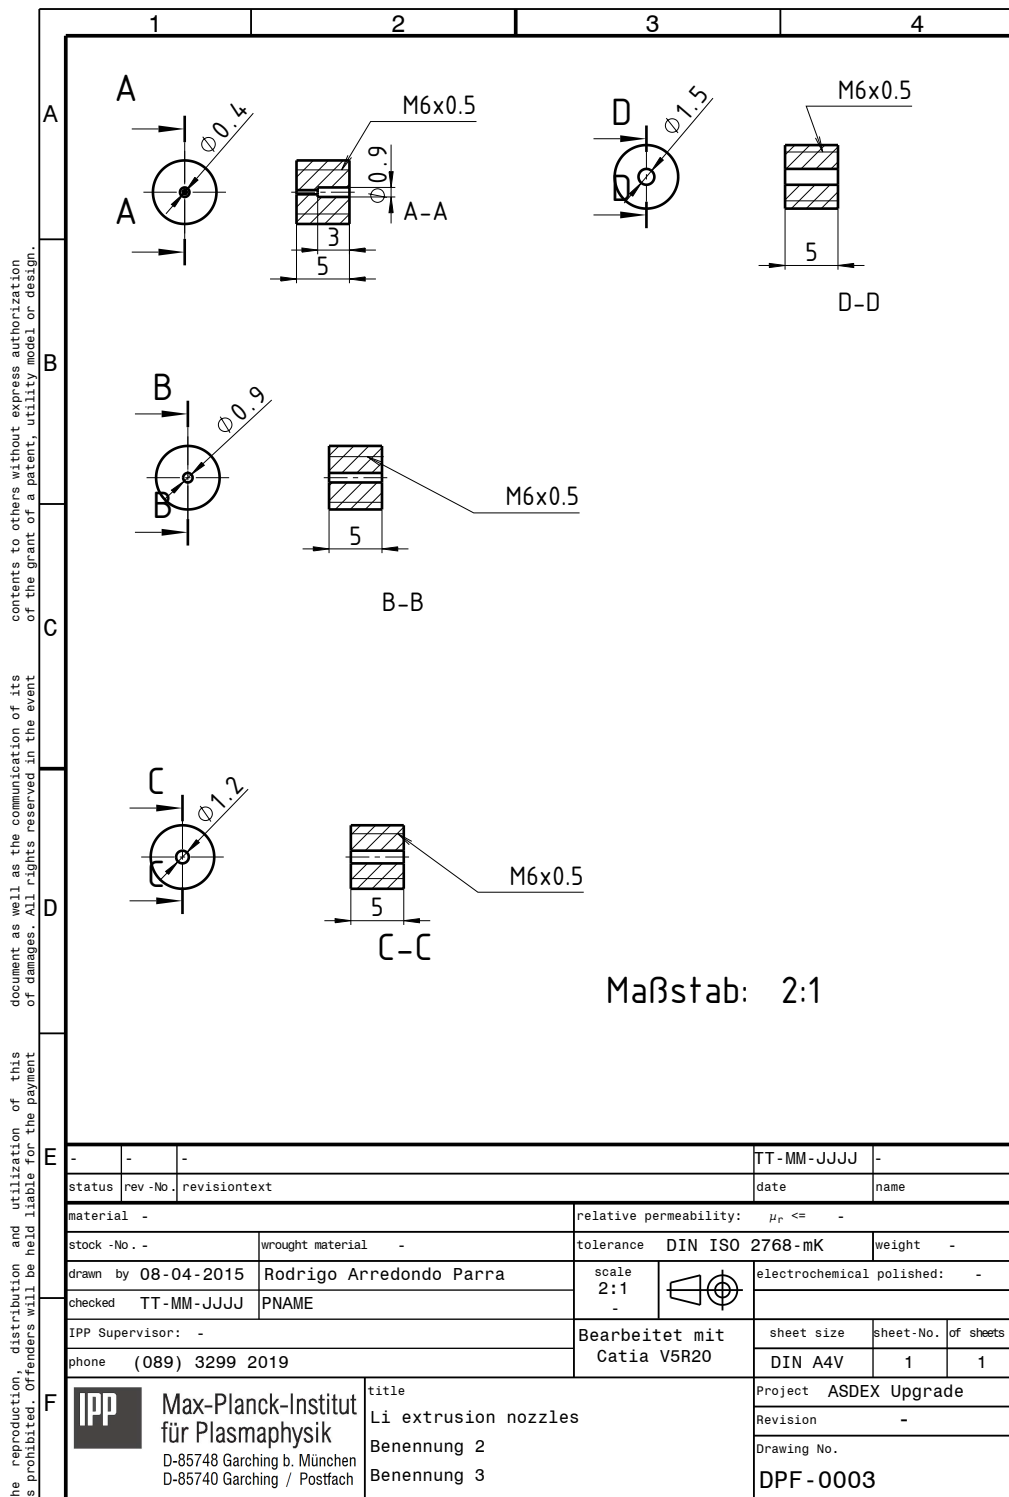 1 2 3 4
A
B
C
D
E
F
A
A
Ø0.4
M6x0.5
Ø0.9
A-A
3
5
D
D
Ø1.5
M6x0.5
5
D-D
B
B
Ø0.9
M6x0.5
5
B-B
C
C
Ø1.2
M6x0.5
5
C-C
Maßstab: 2:1
contents to others without express authorization
of the grant of a patent, utility model or design.
document as well as the communication of its
of damages. All rights reserved in the event
reproduction, distribution and utilization of this
prohibited. Offenders will be held liable for the payment
- - - TT-MM-JJJJ -
status rev-No. revisiontext date name
material - relative permeability: μr <= -
stock -No. - wrought material - tolerance DIN ISO 2768-mK weight -
drawn by 08-04-2015 Rodrigo Arredondo Parra
scale
2:1
-
electrochemical polished: -
checked TT-MM-JJJJ PNAME
IPP Supervisor: -
phone (089) 3299 2019
Bearbeitet mit
Catia V5R20
sheet size sheet-No. of sheets
DIN A4V 1 1
IPP
Max-Planck-Institut
für Plasmaphysik
D-85748 Garching b. München
D-85740 Garching / Postfach
title
Li extrusion nozzles
Benennung 2
Benennung 3
Project ASDEX Upgrade
Revision -
Drawing No.
DPF-0003